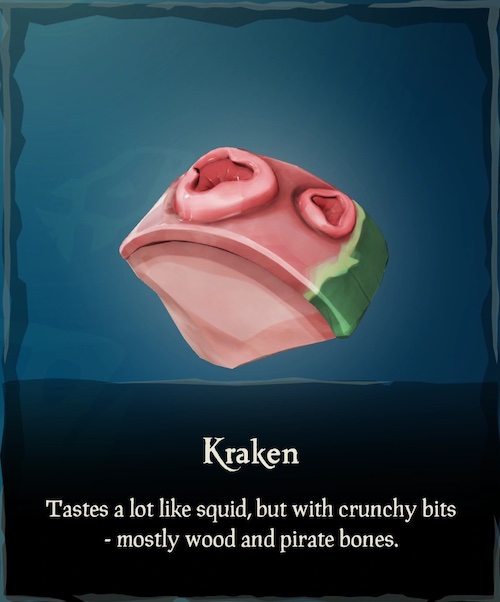 Kraken
Tastes a lot like squid, but with crunchy bits
- mostly wood and pirate bones.